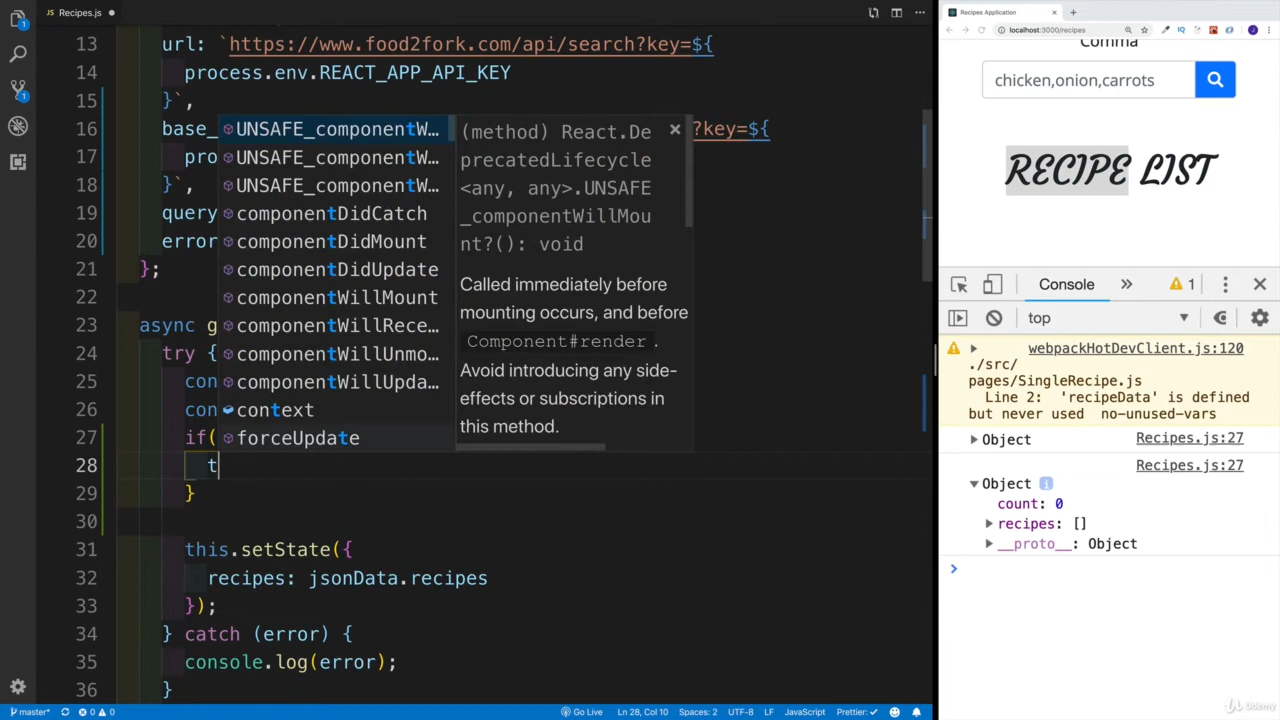 Recipes.js
13 url: `https://www.food2fork.com/api/search?key=${
14 process.env.REACT_APP_API_KEY
15 }`,
16 base_ ?key=${
17 pro
18 }`,
19 query
20 error
21 };
22
23 async g
24 try {
25 con
26 con
27 if(
28 t
29 }
30
31 this.setState({
32 recipes: jsonData.recipes
33 });
34 } catch (error) {
35 console.log(error);
36 }
UNSAFE_componentW…
UNSAFE_componentW…
UNSAFE_componentW…
componentDidCatch
componentDidMount
componentDidUpdate
componentWillMount
componentWillRece…
componentWillUnmo…
componentWillUpda…
context
forceUpdate
(method) React.De
precatedLifecycle
<any, any>.UNSAFE
_componentWillMou
nt?(): void
Called immediately before
mounting occurs, and before
Component#render .
Avoid introducing any side-
effects or subscriptions in
this method.
master* 0 0 Go Live Ln 28, Col 10 Spaces: 2 UTF-8 LF JavaScript Prettier: ✓
Recipes Application
localhost:3000/recipes
Comma
chicken,onion,carrots
RECIPE LIST
Console » 1
top
webpackHotDevClient.js:120
./src/
pages/SingleRecipe.js
Line 2: 'recipeData' is defined
but never used no-unused-vars
Object Recipes.js:27
Recipes.js:27
Object
count: 0
recipes: []
__proto__: Object
Udemy